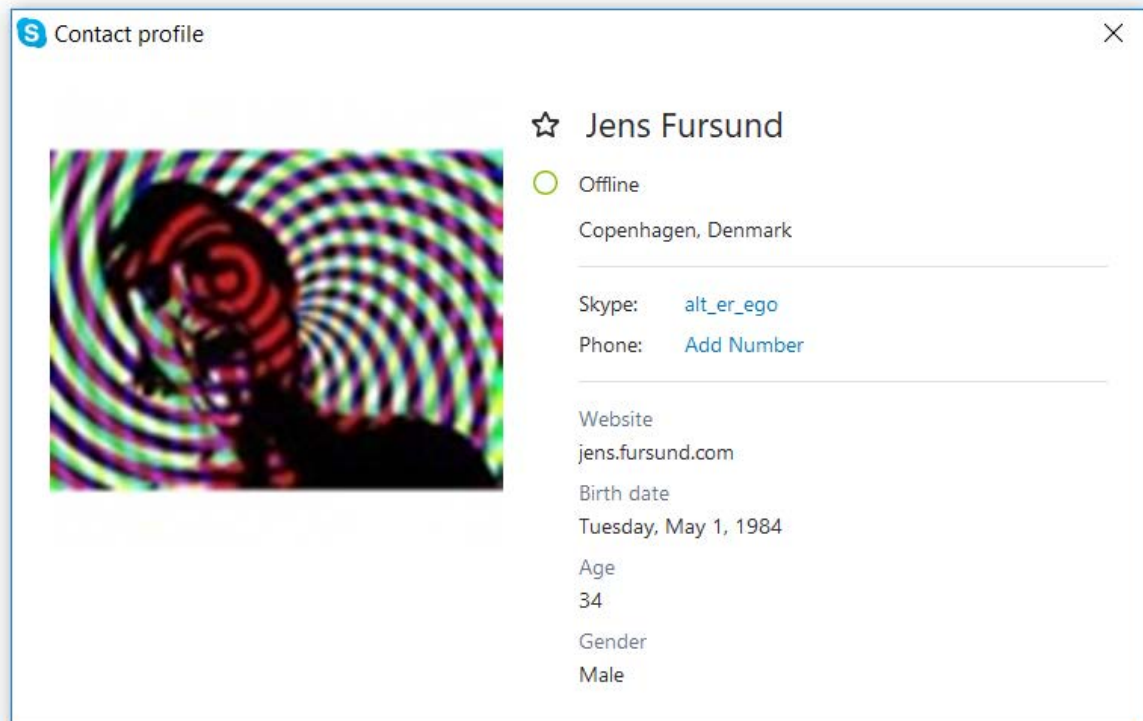 Contact profile
Jens Fursund
Offline
Copenhagen, Denmark
Skype: alt_er_ego
Phone: Add Number
Website
jens.fursund.com
Birth date
Tuesday, May 1, 1984
Age
34
Gender
Male